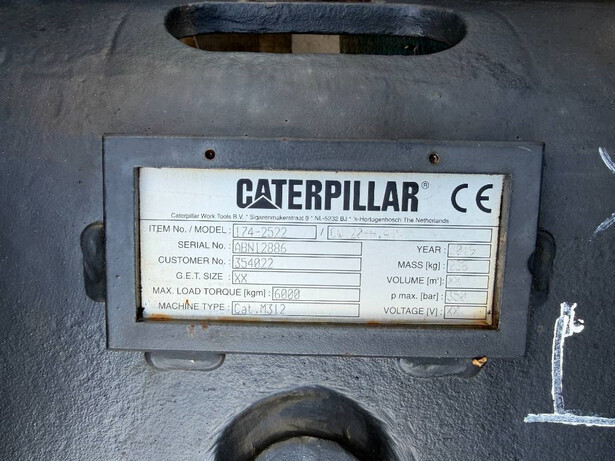 CATERPILLAR® CE
Caterpillar Work Tools B.V. * Sigarenmakerstraat 9 * NL-5232 BJ * 's-Hertogenbosch The Netherlands
ITEM No. / MODEL : 174-2522 /
SERIAL No.: ABN12886 YEAR :
CUSTOMER No.: 354022 MASS [kg] :
G.E.T. SIZE : XX VOLUME [m³] :
MAX. LOAD TORQUE [kgm] : 6000 p max. [bar] : 350
MACHINE TYPE : Cat.M312 VOLTAGE [V] : XX